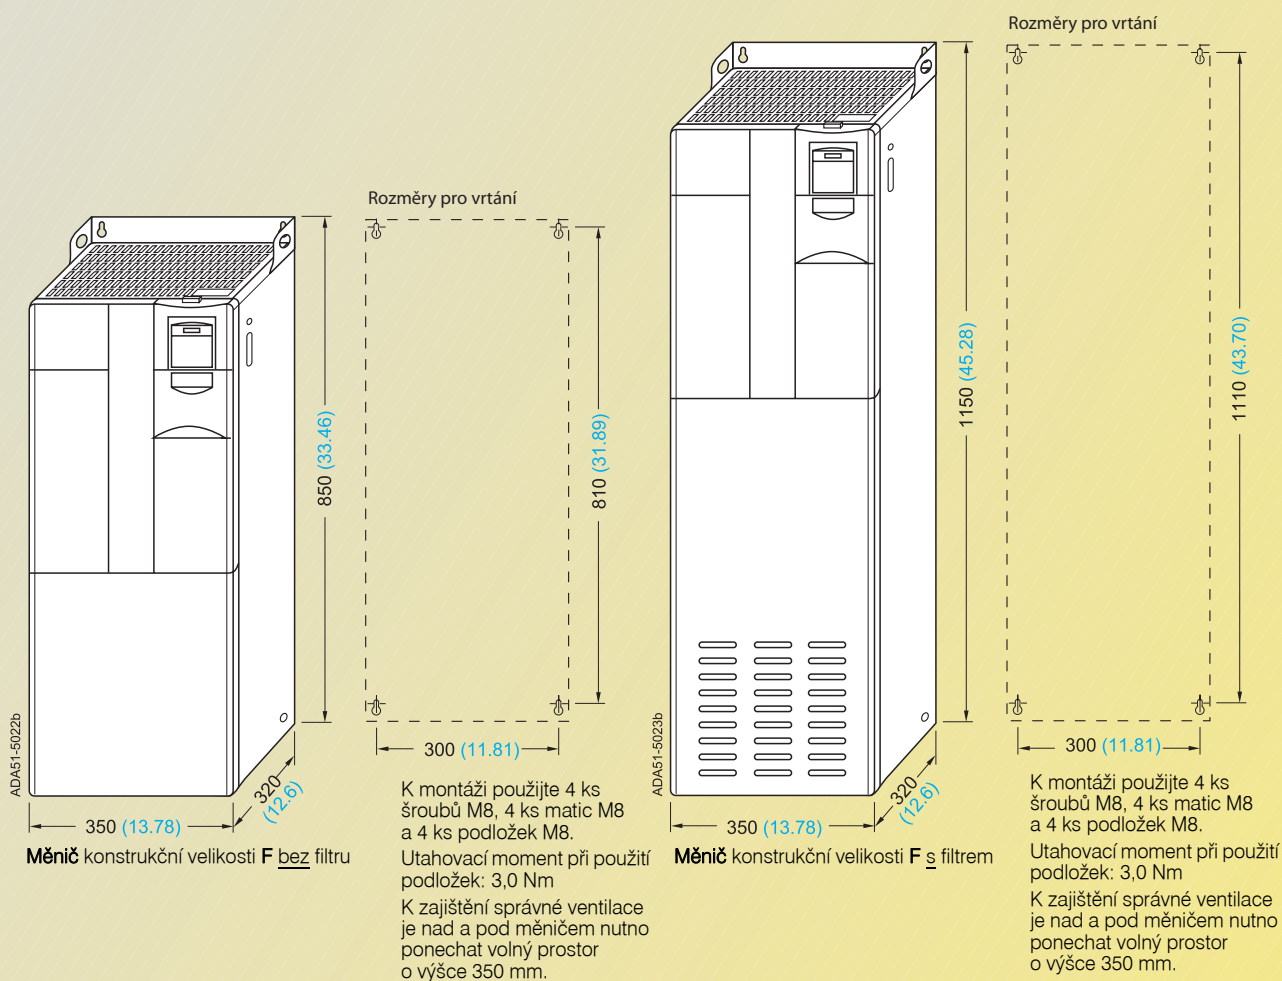 Rozměry pro vrtání
850 (33.46)
810 (31.89)
300 (11.81)
320
(12.6)
350 (13.78)
ADA51-5022b
Měnič konstrukční velikosti F bez filtru
K montáži použijte 4 ks
šroubů M8, 4 ks matic M8
a 4 ks podložek M8.
Utahovací moment při použití
podložek: 3,0 Nm
K zajištění správné ventilace
je nad a pod měničem nutno
ponechat volný prostor
o výšce 350 mm.
Rozměry pro vrtání
1150 (45.28)
1110 (43.70)
300 (11.81)
320
(12.6)
350 (13.78)
ADA51-5023b
Měnič konstrukční velikosti F s filtrem
K montáži použijte 4 ks
šroubů M8, 4 ks matic M8
a 4 ks podložek M8.
Utahovací moment při použití
podložek: 3,0 Nm
K zajištění správné ventilace
je nad a pod měničem nutno
ponechat volný prostor
o výšce 350 mm.